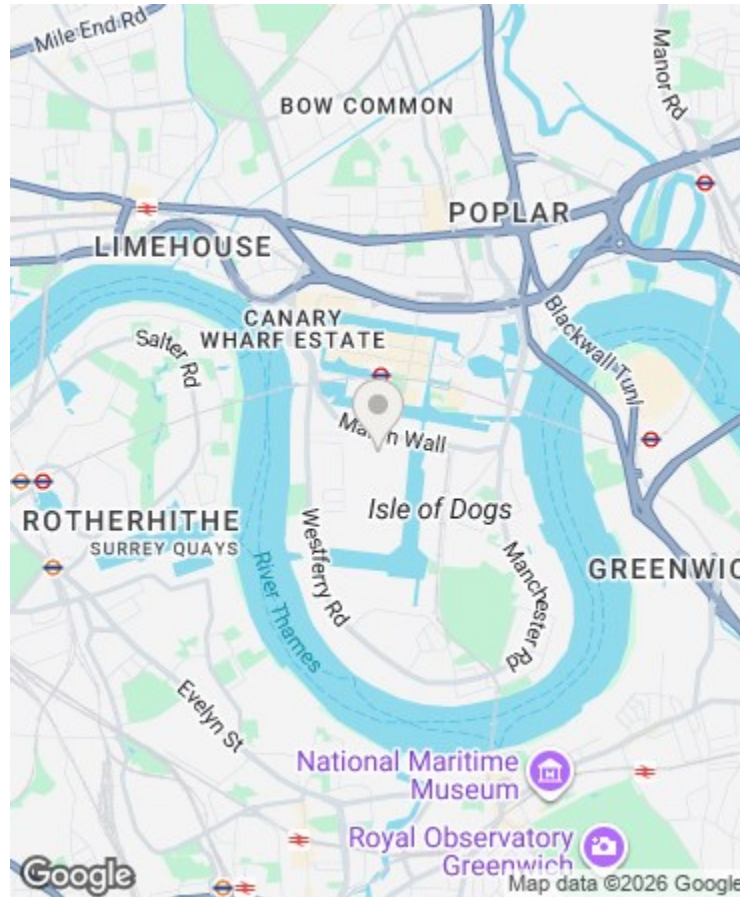 Mile End Rd
Manor Rd
BOW COMMON
POPLAR
LIMEHOUSE
CANARY
WHARF ESTATE
Salter Rd
Blackwall Tunl
Wall
Isle of Dogs
ROTHERHITHE
SURREY QUAYS
Westferry Rd
Manchester Rd
GREENWIC
River Thames
Evelyn St
National Maritime
Museum
Royal Observatory
Greenwich
Google
Map data ©2026 Google